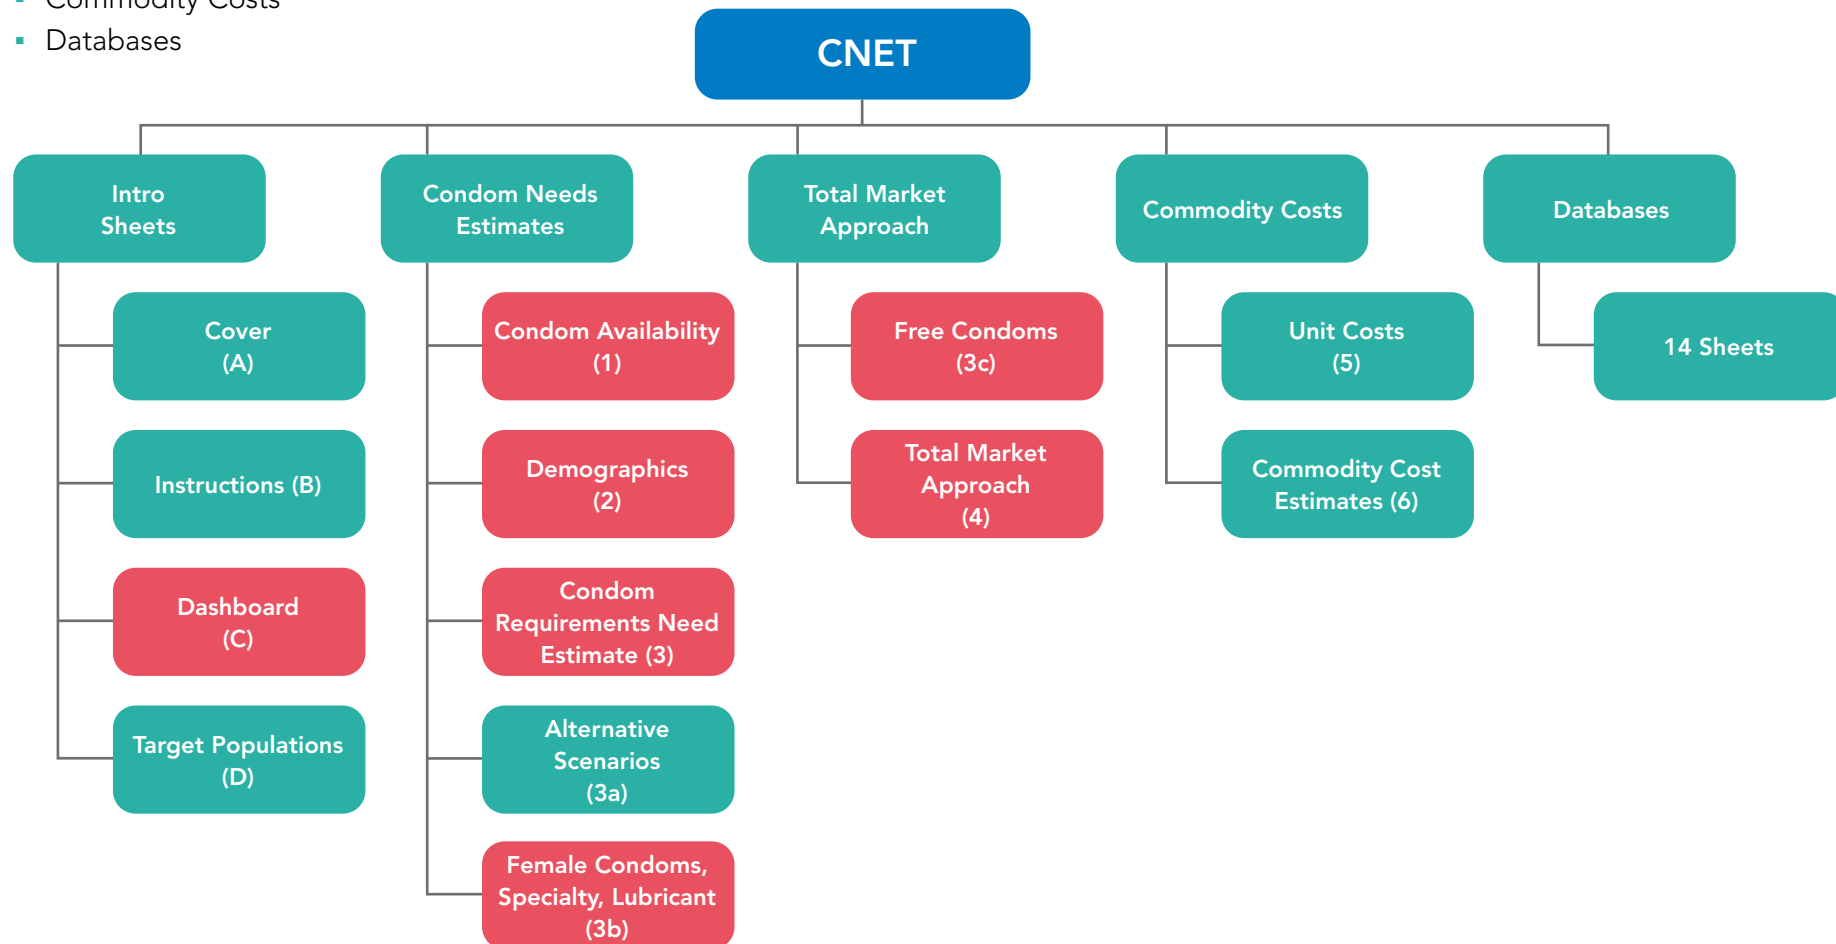 Commodity Costs
Databases
CNET
Intro
Sheets
Condom Needs
Estimates
Total Market
Approach
Commodity Costs
Databases
Cover
(A)
Instructions (B)
Dashboard
(C)
Target Populations
(D)
Condom Availability
(1)
Demographics
(2)
Condom
Requirements Need
Estimate (3)
Alternative
Scenarios
(3a)
Female Condoms,
Specialty, Lubricant
(3b)
Free Condoms
(3c)
Total Market
Approach
(4)
Unit Costs
(5)
Commodity Cost
Estimates (6)
14 Sheets